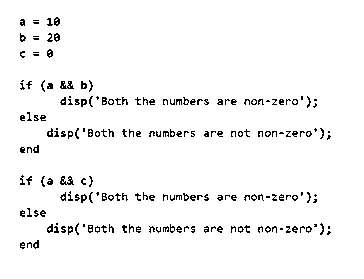 a = 10
b = 20
c = 0
if (a && b)
disp('Both the numbers are non-zero');
else
disp('Both the numbers are not non-zero');
end
if (a && c)
disp('Both the numbers are non-zero');
else
disp('Both the numbers are not non-zero');
end